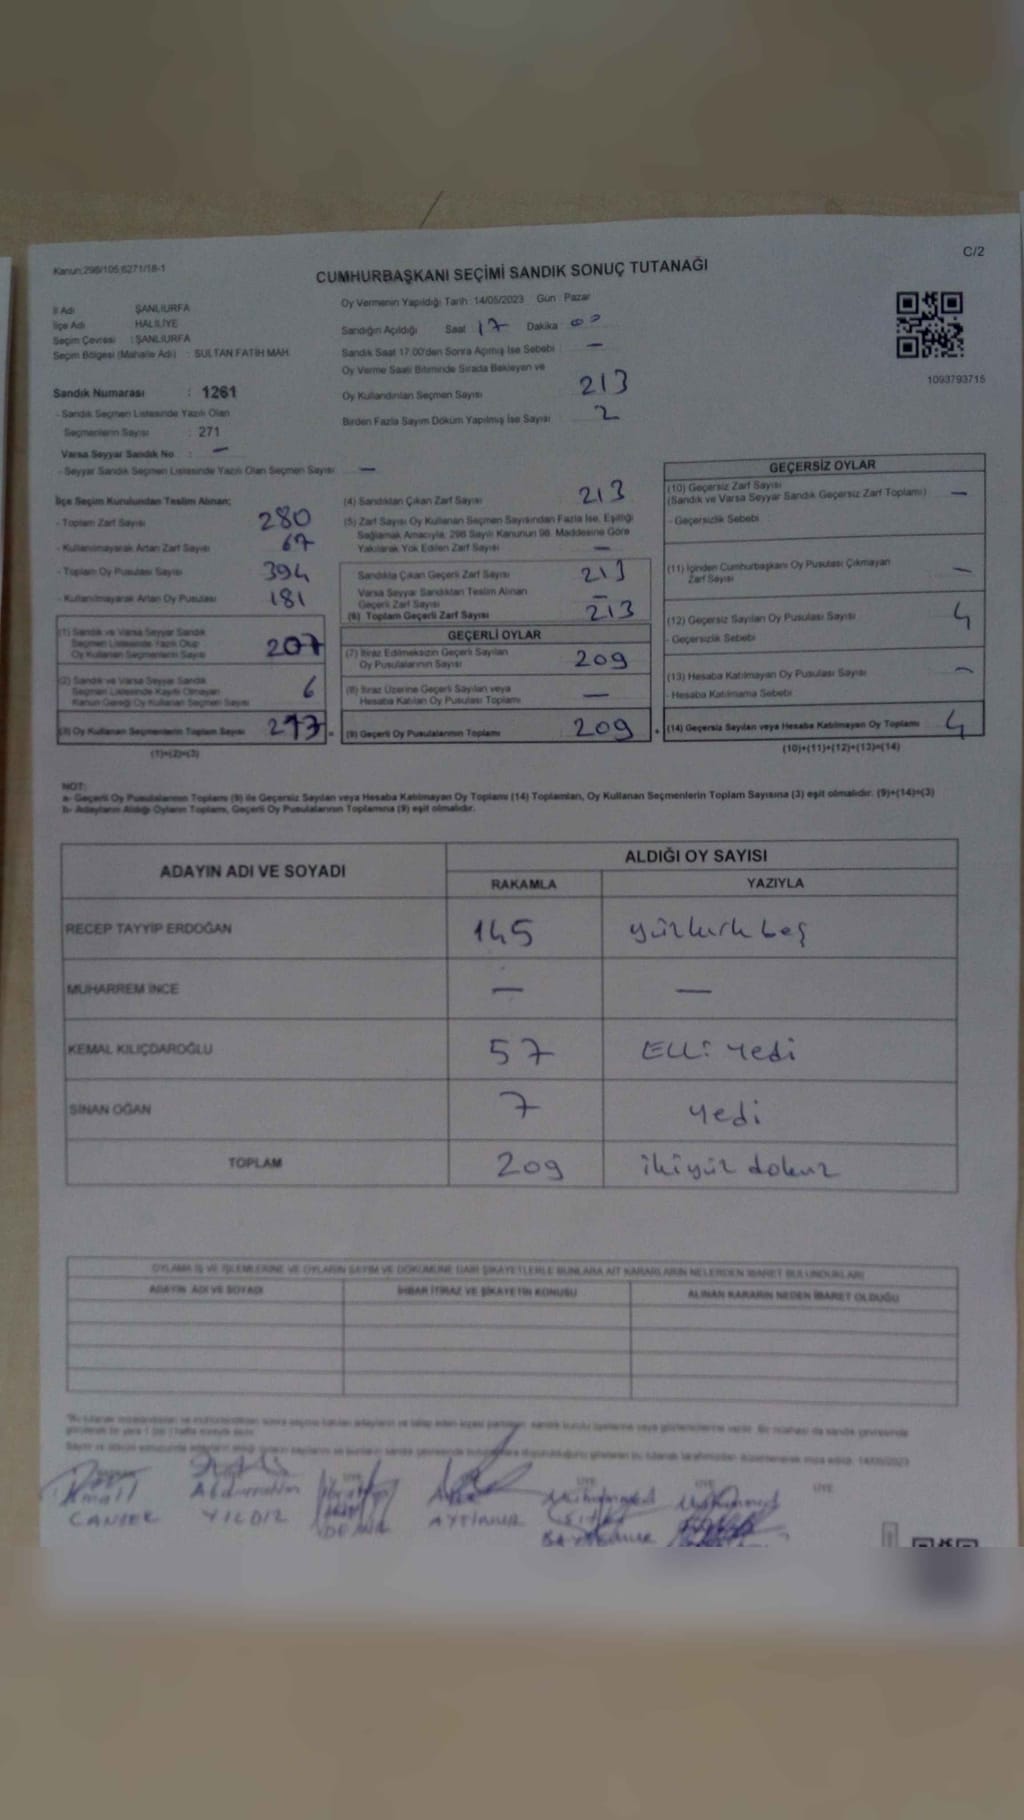 Kanun:298/105;6271/18-1
C/2
CUMHURBAŞKANI SEÇİMİ SANDIK SONUÇ TUTANAĞI
İl Adı ŞANLIURFA
İlçe Adı HALİLİYE
Seçim Çevresi : ŞANLIURFA
Seçim Bölgesi (Mahalle Adı) : SULTAN FATİH MAH.
Sandık Numarası : 1261
- Sandık Seçmen Listesinde Yazılı Olan
Seçmenlerin Sayısı : 271
Varsa Seyyar Sandık No : —
- Seyyar Sandık Seçmen Listesinde Yazılı Olan Seçmen Sayısı —
Oy Vermenin Yapıldığı Tarih : 14/05/2023 Gün : Pazar
Sandığın Açıldığı Saat 17 Dakika 00
Sandık Saat 17.00'den Sonra Açılmış İse Sebebi : —
Oy Verme Saati Bitiminde Sırada Bekleyen ve
Oy Kullandırılan Seçmen Sayısı 213
Birden Fazla Sayım Döküm Yapılmış İse Sayısı 2
1093793715
İlçe Seçim Kurulundan Teslim Alınan;
- Toplam Zarf Sayısı 280
- Kullanılmayarak Artan Zarf Sayısı 67
- Toplam Oy Pusulası Sayısı 394
- Kullanılmayarak Artan Oy Pusulası 181
(1) Sandık ve Varsa Seyyar Sandık
Seçmen Listesinde Yazılı Olup
Oy Kullanan Seçmenlerin Sayısı 207
(2) Sandık ve Varsa Seyyar Sandık
Seçmen Listesinde Kayıtlı Olmayan
Kanun Gereği Oy Kullanan Seçmen Sayısı 6
(3) Oy Kullanan Seçmenlerin Toplam Sayısı 213
(1)+(2)=(3)
(4) Sandıktan Çıkan Zarf Sayısı 213
(5) Zarf Sayısı Oy Kullanan Seçmen Sayısından Fazla İse, Eşitliği
Sağlamak Amacıyla, 298 Sayılı Kanunun 98. Maddesine Göre
Yakılarak Yok Edilen Zarf Sayısı —
Sandıkta Çıkan Geçerli Zarf Sayısı 213
Varsa Seyyar Sandıktan Teslim Alınan
Geçerli Zarf Sayısı —
(6) Toplam Geçerli Zarf Sayısı 213
GEÇERLİ OYLAR
(7) İtiraz Edilmeksizin Geçerli Sayılan
Oy Pusulalarının Sayısı 209
(8) İtiraz Üzerine Geçerli Sayılan veya
Hesaba Katılan Oy Pusulası Toplamı —
(9) Geçerli Oy Pusulalarının Toplamı 209
GEÇERSİZ OYLAR
(10) Geçersiz Zarf Sayısı
(Sandık ve Varsa Seyyar Sandık Geçersiz Zarf Toplamı) —
- Geçersizlik Sebebi :
(11) İçinden Cumhurbaşkanı Oy Pusulası Çıkmayan
Zarf Sayısı —
(12) Geçersiz Sayılan Oy Pusulası Sayısı 4
- Geçersizlik Sebebi
(13) Hesaba Katılmayan Oy Pusulası Sayısı —
- Hesaba Katılmama Sebebi
(14) Geçersiz Sayılan veya Hesaba Katılmayan Oy Toplamı 4
(10)+(11)+(12)+(13)=(14)
NOT:
a- Geçerli Oy Pusulalarının Toplamı (9) ile Geçersiz Sayılan veya Hesaba Katılmayan Oy Toplamı (14) Toplamları, Oy Kullanan Seçmenlerin Toplam Sayısına (3) eşit olmalıdır. (9)+(14)=(3)
b- Adayların Aldığı Oyların Toplamı, Geçerli Oy Pusulalarının Toplamına (9) eşit olmalıdır.
ADAYIN ADI VE SOYADI
ALDIĞI OY SAYISI
RAKAMLA YAZIYLA
RECEP TAYYİP ERDOĞAN 145 yüzkırk beş
MUHARREM İNCE — —
KEMAL KILIÇDAROĞLU 57 Elli Yedi
SİNAN OĞAN 7 yedi
TOPLAM 209 ikiyüz dokuz
OYLAMA İŞ VE İŞLEMLERİNE VE OYLARIN SAYIM VE DÖKÜMÜNE DAİR ŞİKAYETLERLE BUNLARA AİT KARARLARIN NELERDEN İBARET BULUNDUKLARI
ADAYIN ADI VE SOYADI İHBAR İTİRAZ VE ŞİKAYETİN KONUSU ALINAN KARARIN NEDEN İBARET OLDUĞU
14/05/2023
ÜYE ÜYE ÜYE ÜYE
Abdurrahim
YILDIZ
Muhammed